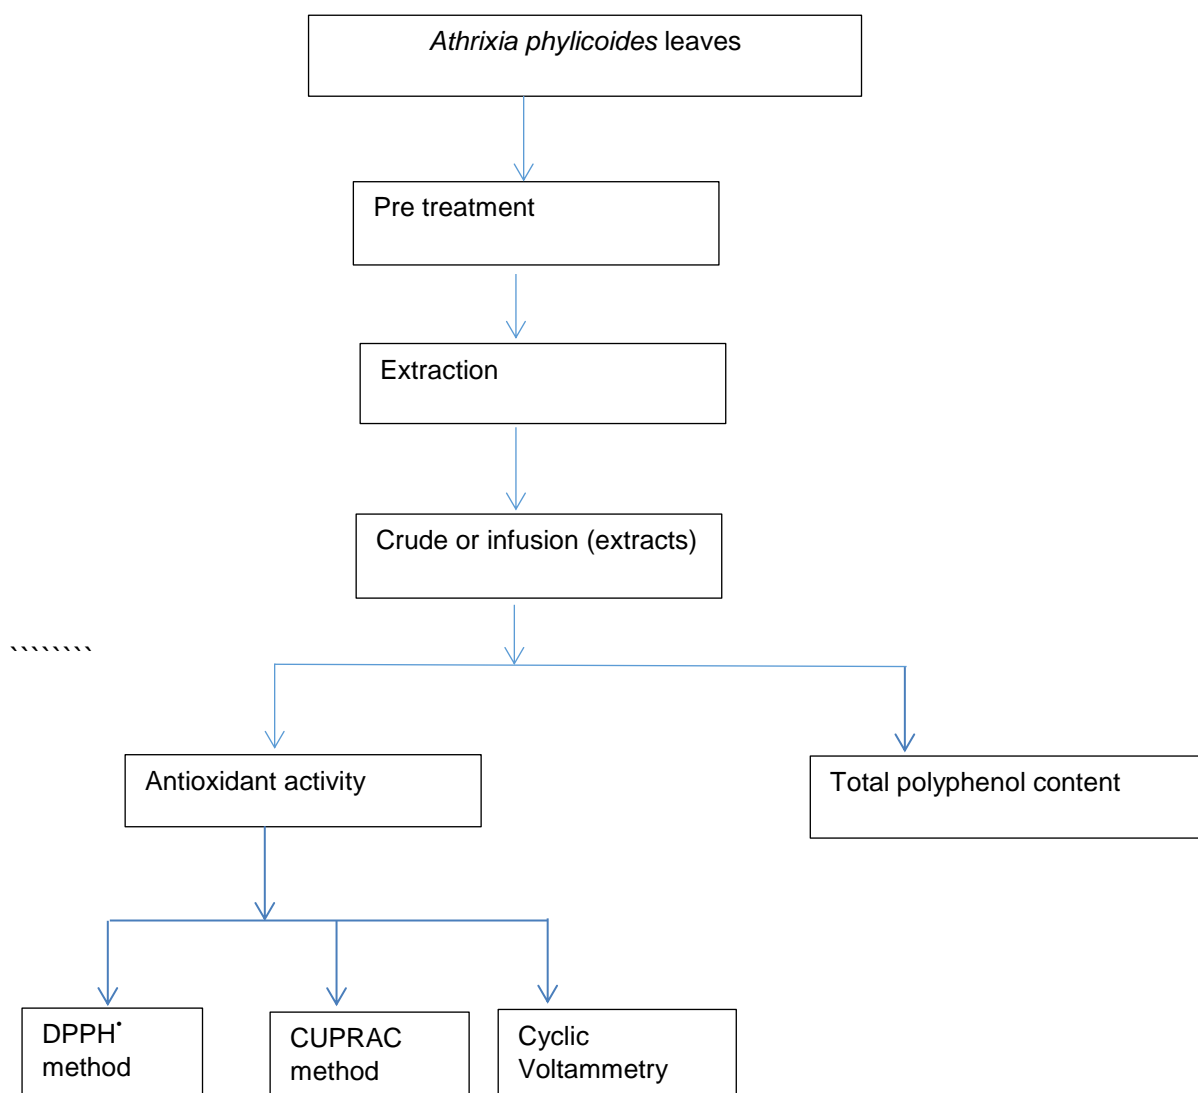 Athrixia phylicoides leaves
Pre treatment
Extraction
Crude or infusion (extracts)
````````
Antioxidant activity
Total polyphenol content
DPPH•
method
CUPRAC
method
Cyclic
Voltammetry